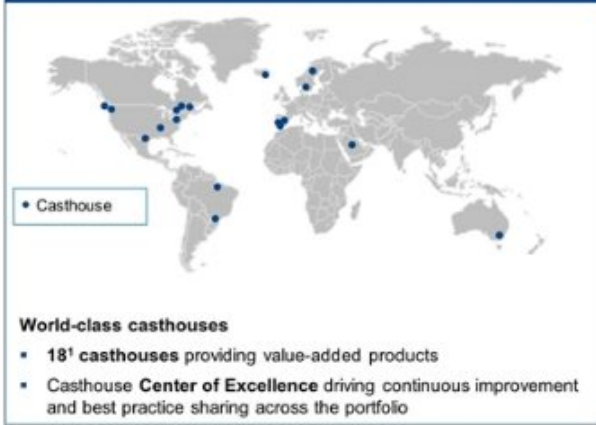 Casthouse
World-class casthouses
▪ 18¹ casthouses providing value-added products
▪ Casthouse Center of Excellence driving continuous improvement
and best practice sharing across the portfolio